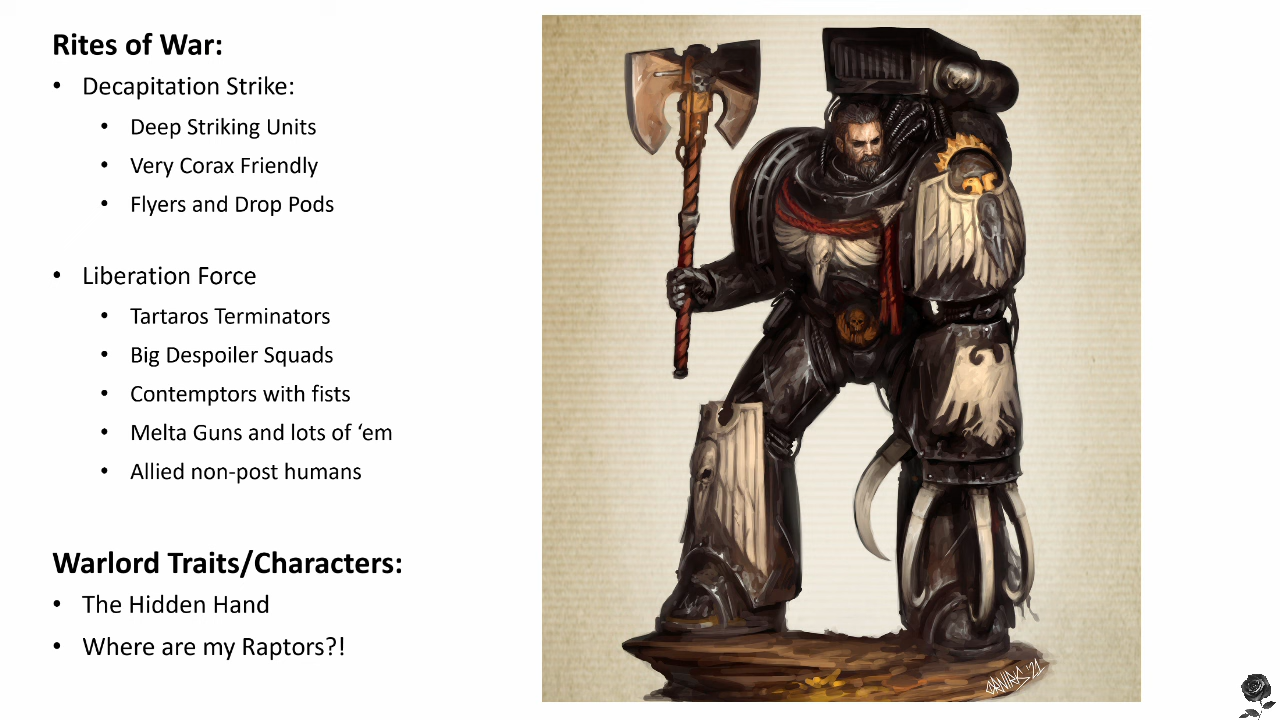 Rites of War:
• Decapitation Strike:
• Deep Striking Units
• Very Corax Friendly
• Flyers and Drop Pods
• Liberation Force
• Tartaros Terminators
• Big Despoiler Squads
• Contemptors with fists
• Melta Guns and lots of ‘em
• Allied non-post humans
Warlord Traits/Characters:
• The Hidden Hand
• Where are my Raptors?!